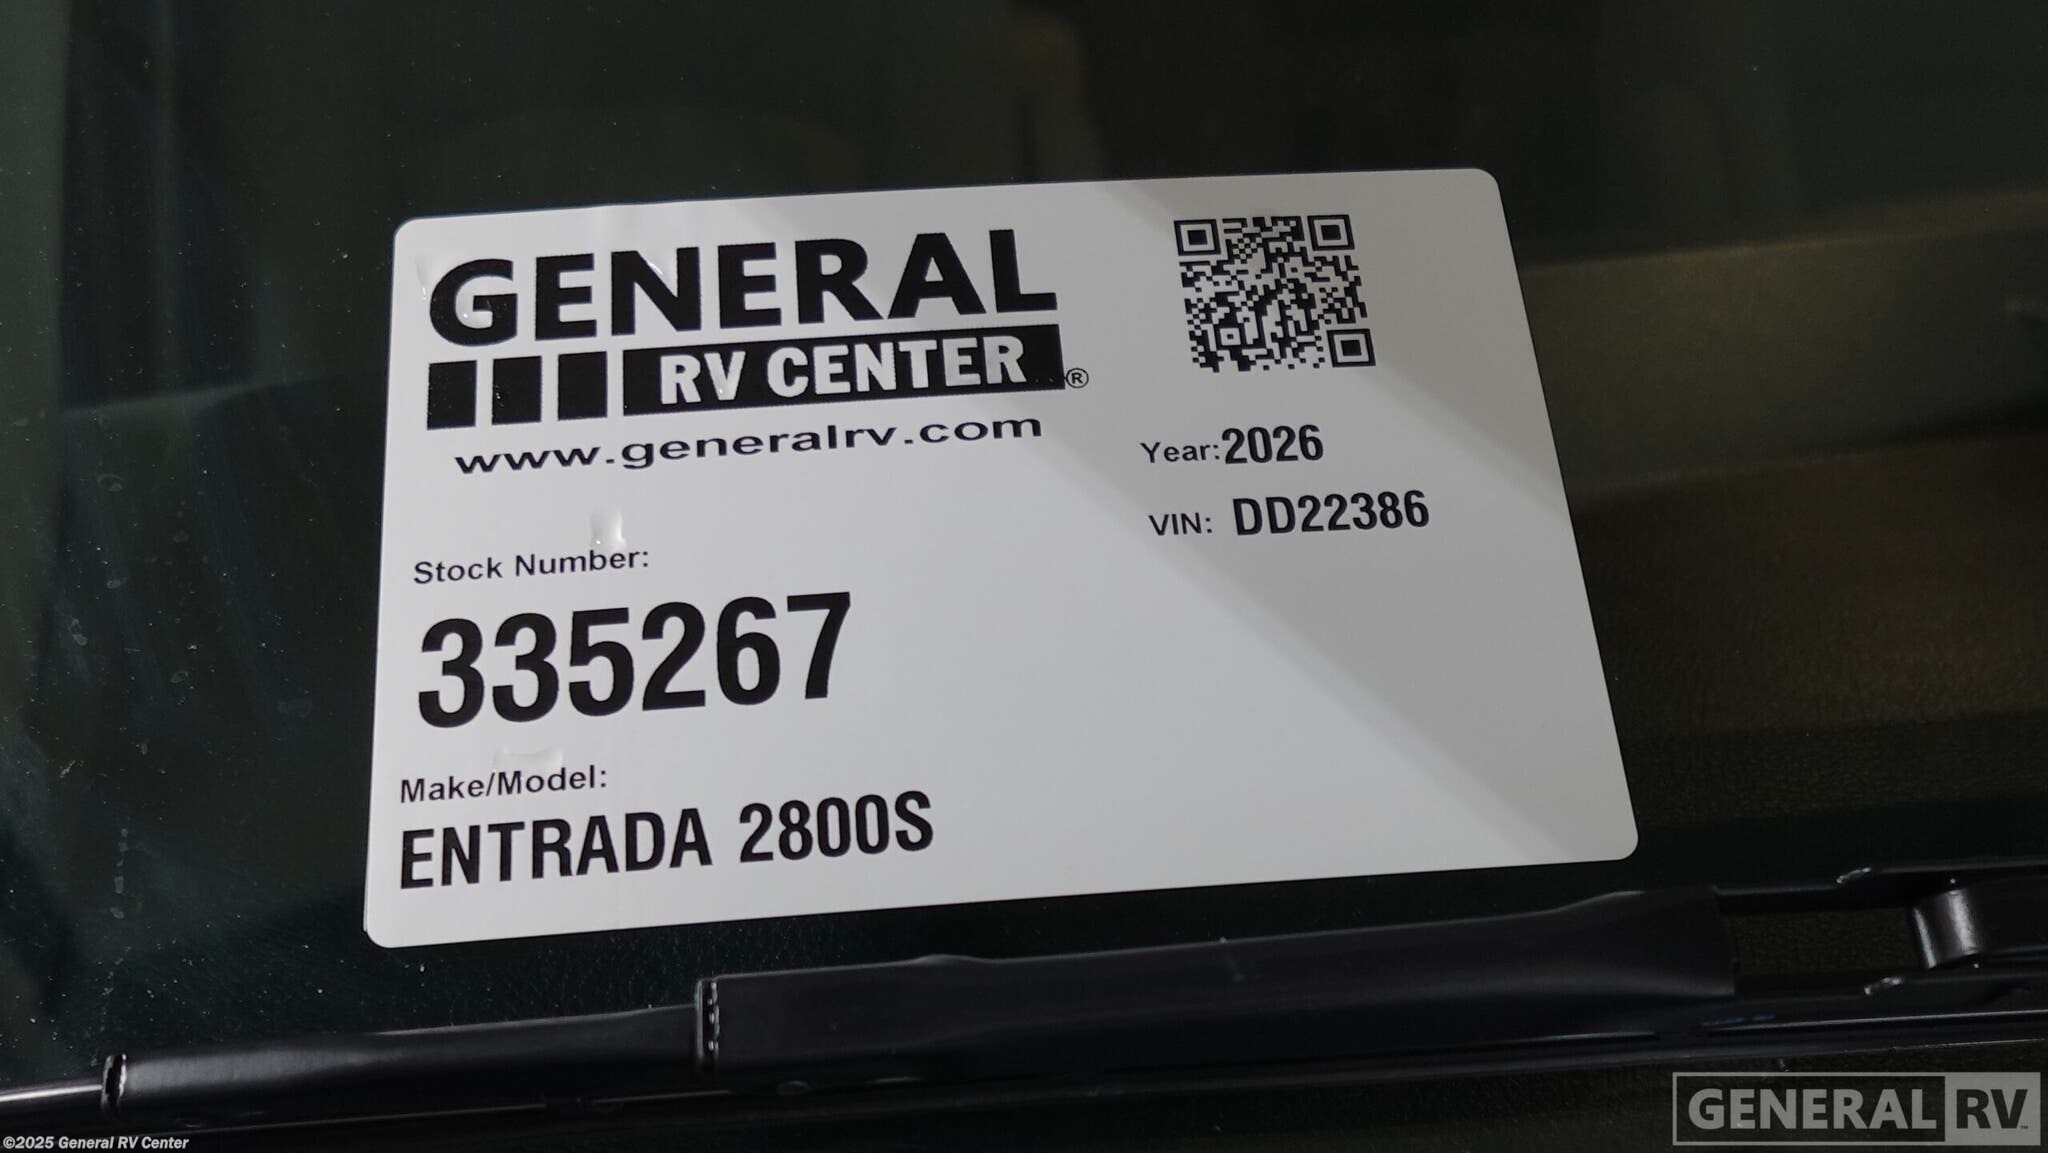 GENERAL
RV CENTER®
www.generalrv.com
Year:2026
VIN: DD22386
Stock Number:
335267
Make/Model:
ENTRADA 2800S
GENERAL RV™
©2025 General RV Center